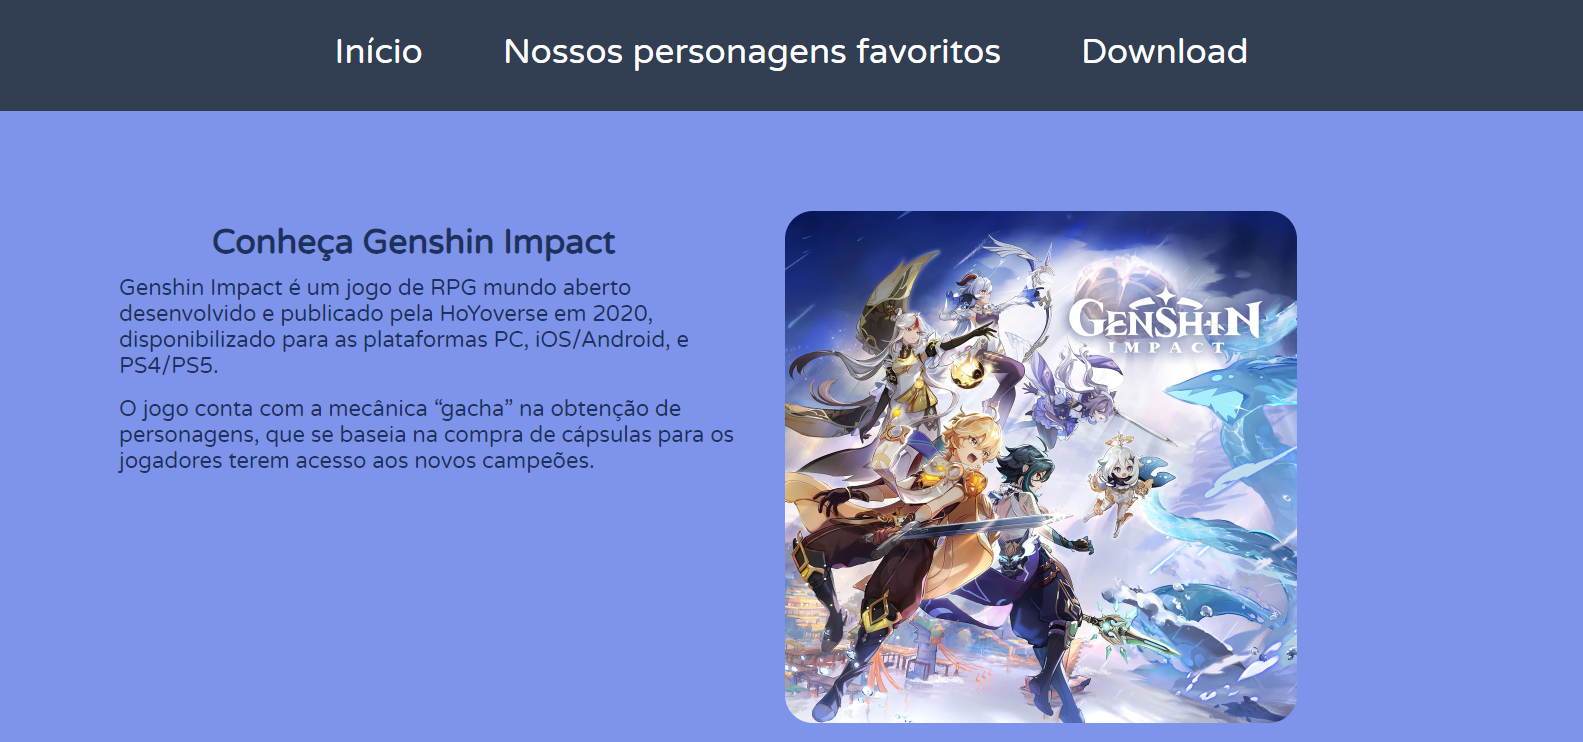 Início Nossos personagens favoritos Download
Conheça Genshin Impact
Genshin Impact é um jogo de RPG mundo aberto
desenvolvido e publicado pela HoYoverse em 2020,
disponibilizado para as plataformas PC, iOS/Android, e
PS4/PS5.
O jogo conta com a mecânica “gacha” na obtenção de
personagens, que se baseia na compra de cápsulas para os
jogadores terem acesso aos novos campeões.
GENSHIN
IMPACT